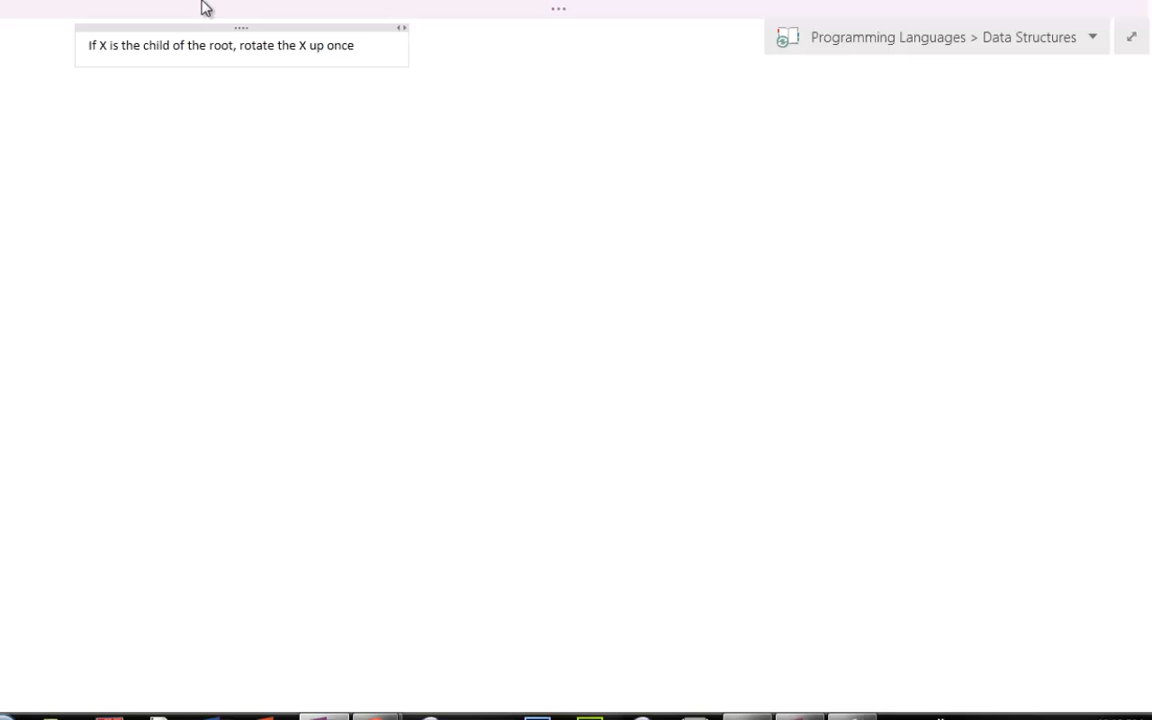 If X is the child of the root, rotate the X up once
Programming Languages > Data Structures